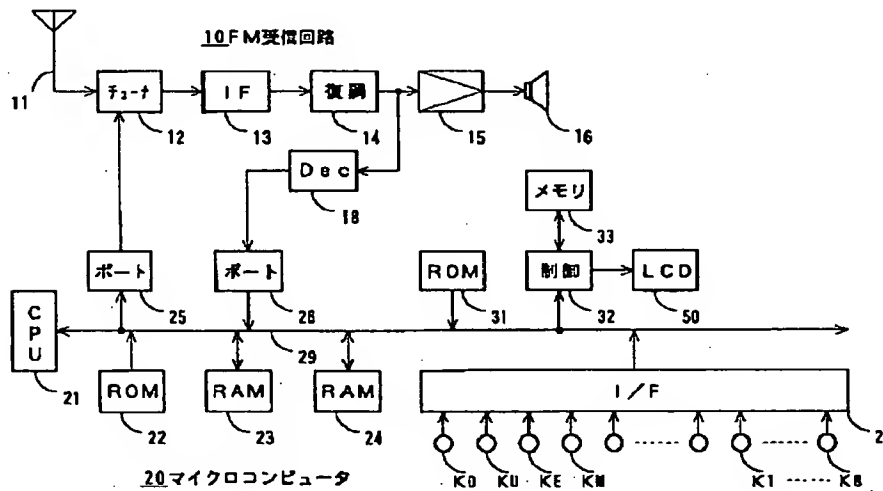 10FM受信回路
11
チューナ
12
IF
13
復調
14
15
16
Dec
18
メモリ
33
ポート
25
ポート
28
ROM
31
制御
32
LCD
50
CPU
21
29
ROM
22
RAM
23
RAM
24
I/F
2
KD KU KE KM K1 …… K8
20マイクロコンピュータ